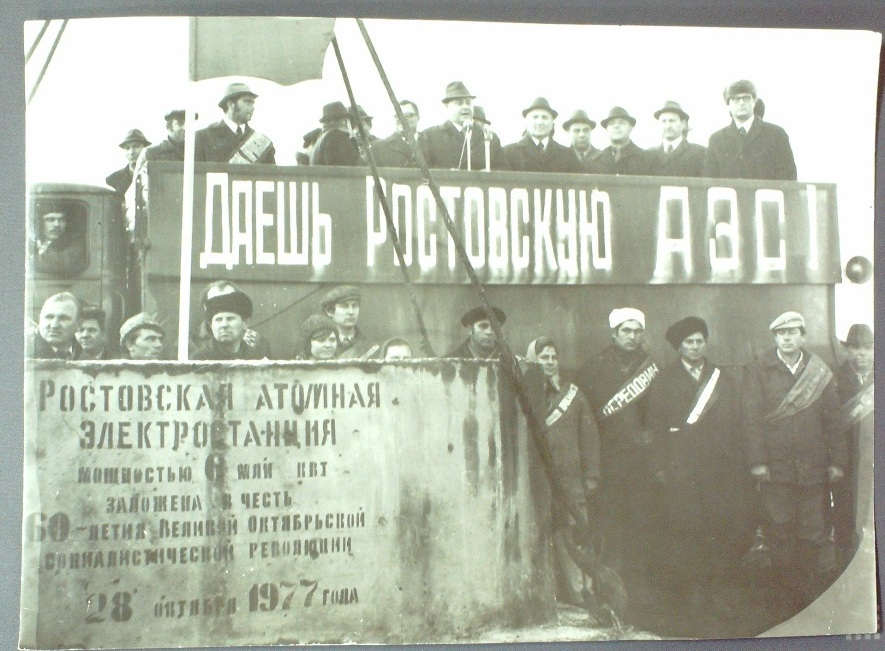 ДАЕШЬ РОСТОВСКУЮ АЭС!
РОСТОВСКАЯ АТОМНАЯ
ЭЛЕКТРОСТАНЦИЯ
МОЩНОСТЬЮ 6 МЛН КВТ
ЗАЛОЖЕНА В ЧЕСТЬ
60-ЛЕТИЯ ВЕЛИКОЙ ОКТЯБРЬСКОЙ
СОЦИАЛИСТИЧЕСКОЙ РЕВОЛЮЦИИ
28 ОКТЯБРЯ 1977 ГОДА